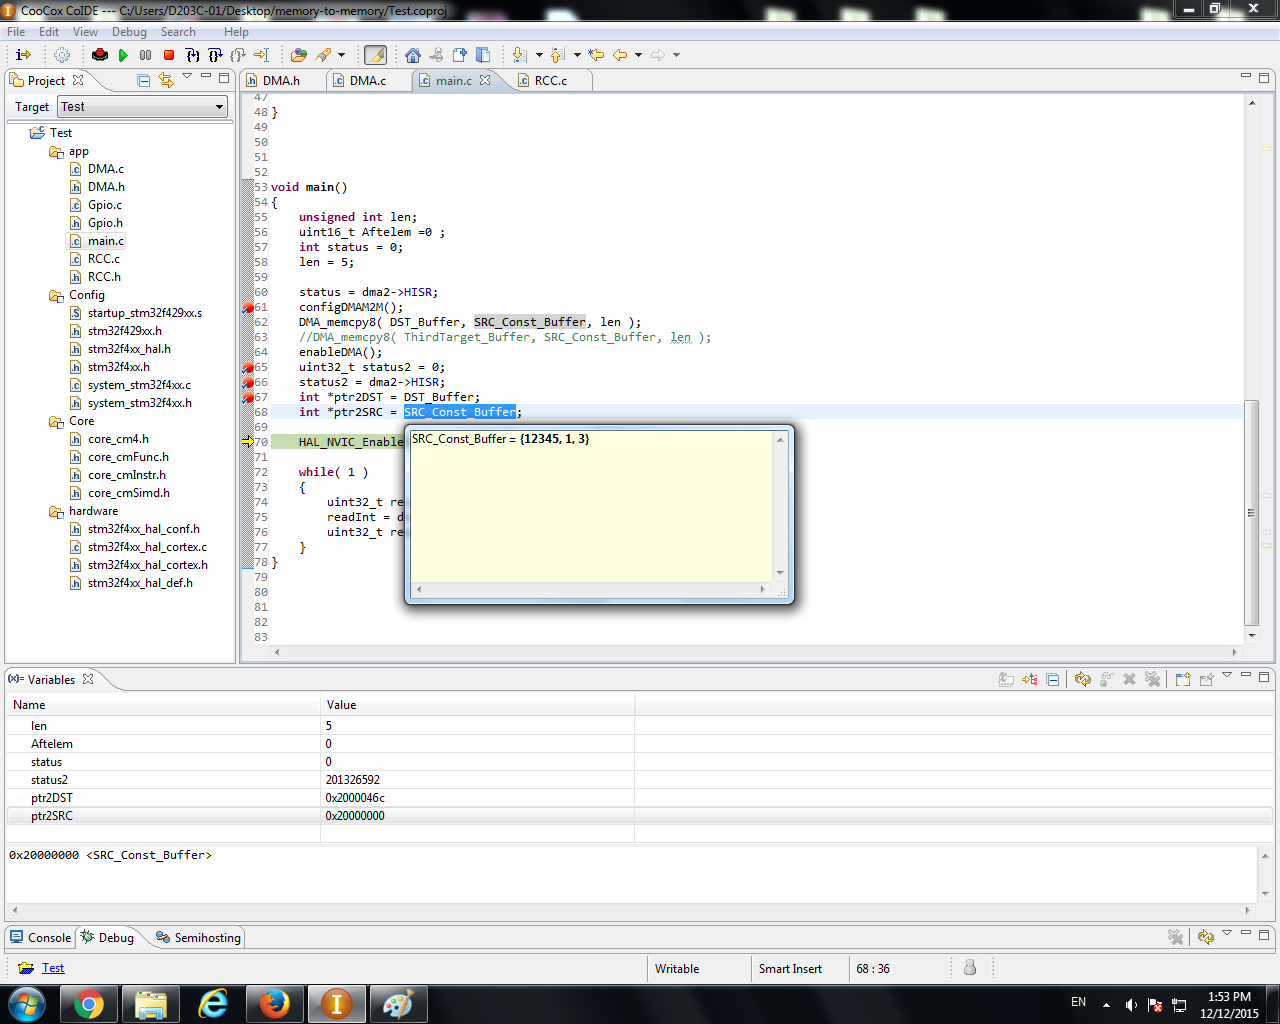 CooCox CoIDE --- C:/Users/D203C-01/Desktop/memory-to-memory/Test.coproj
File Edit View Debug Search Help
Project
DMA.h DMA.c main.c RCC.c
Target Test
Test
app
DMA.c
DMA.h
Gpio.c
Gpio.h
main.c
RCC.c
RCC.h
Config
startup_stm32f429xx.s
stm32f429xx.h
stm32f4xx_hal.h
stm32f4xx.h
system_stm32f4xx.c
system_stm32f4xx.h
Core
core_cm4.h
core_cmFunc.h
core_cmInstr.h
core_cmSimd.h
hardware
stm32f4xx_hal_conf.h
stm32f4xx_hal_cortex.c
stm32f4xx_hal_cortex.h
stm32f4xx_hal_def.h
47
48 }
49
50
51
52
53 void main()
54 {
55 unsigned int len;
56 uint16_t Aftelem =0 ;
57 int status = 0;
58 len = 5;
59
60 status = dma2->HISR;
61 configDMAM2M();
62 DMA_memcpy8( DST_Buffer, SRC_Const_Buffer, len );
63 //DMA_memcpy8( ThirdTarget_Buffer, SRC_Const_Buffer, len );
64 enableDMA();
65 uint32_t status2 = 0;
66 status2 = dma2->HISR;
67 int *ptr2DST = DST_Buffer;
68 int *ptr2SRC = SRC_Const_Buffer;
69
70 HAL_NVIC_Enable
71
72 while( 1 )
73 {
74 uint32_t re
75 readInt = d
76 uint32_t re
77 }
78 }
79
80
81
82
83
SRC_Const_Buffer = {12345, 1, 3}
(x)= Variables
Name Value
len 5
Aftelem 0
status 0
status2 201326592
ptr2DST 0x2000046c
ptr2SRC 0x20000000
0x20000000 <SRC_Const_Buffer>
Console Debug Semihosting
Test Writable Smart Insert 68 : 36
EN 1:53 PM
12/12/2015